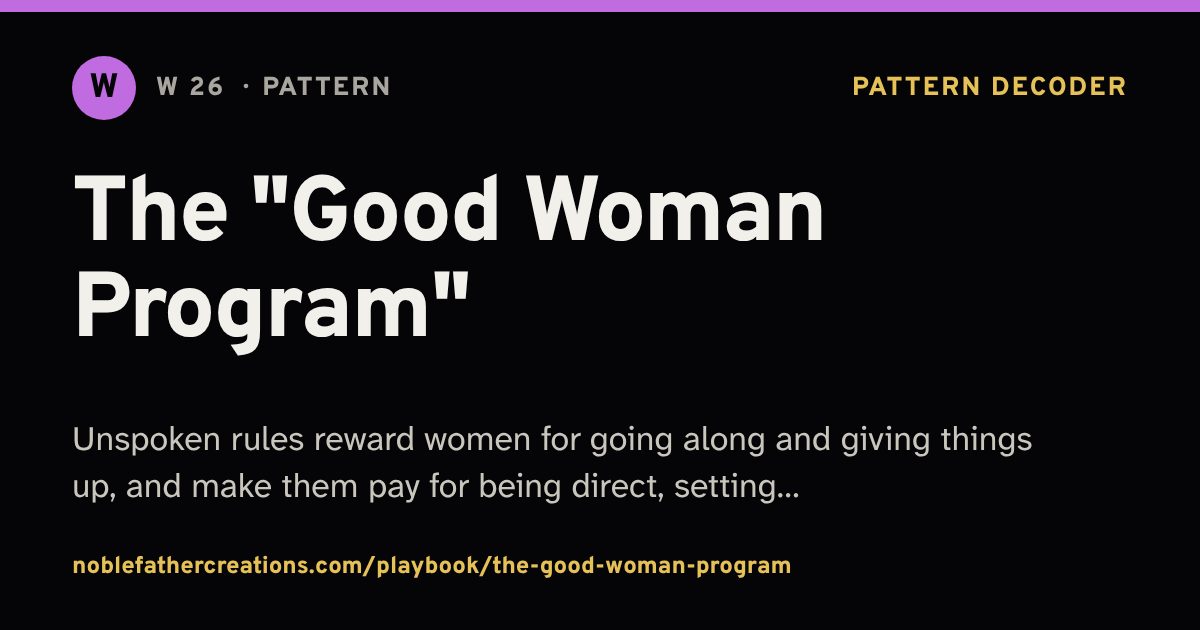 W
W 26 · PATTERN
PATTERN DECODER
The "Good Woman
Program"
Unspoken rules reward women for going along and giving things
up, and make them pay for being direct, setting...
noblefathercreations.com/playbook/the-good-woman-program